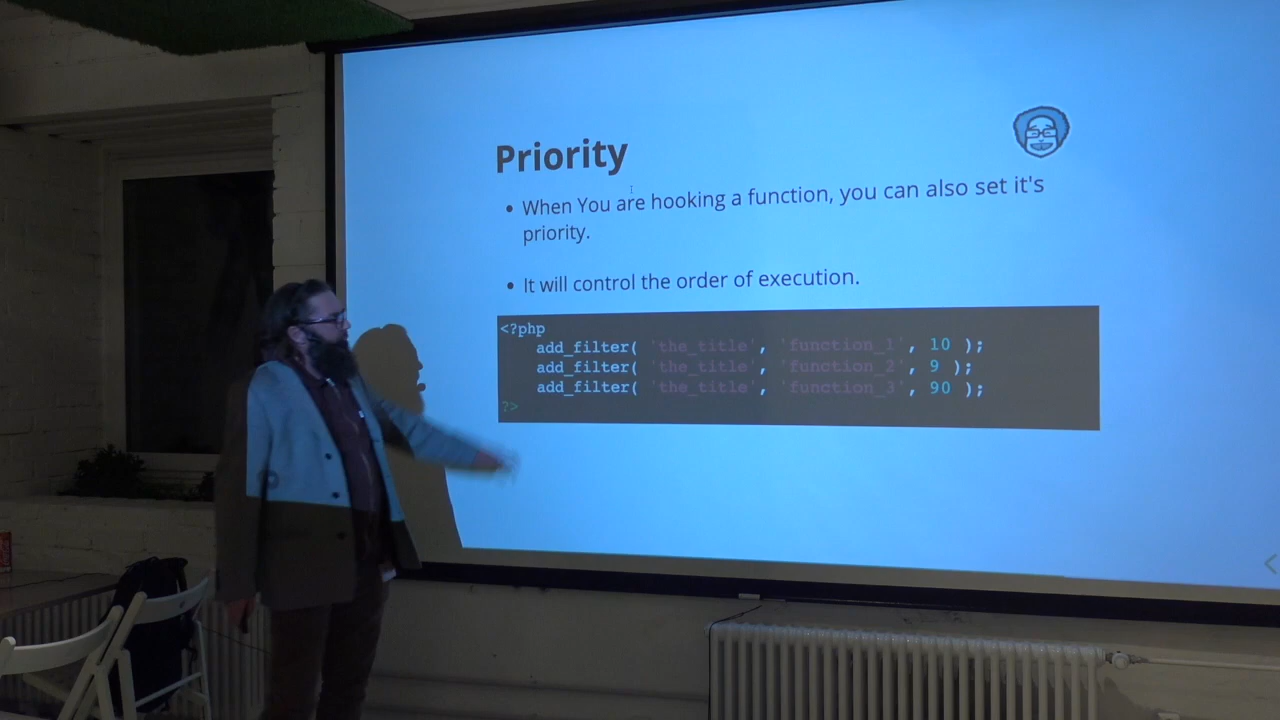 Priority
When You are hooking a function, you can also set it's
priority.
It will control the order of execution.
<?php
add_filter( 'the_title', 'function_1', 10 );
add_filter( 'the_title', 'function_2', 9 );
add_filter( 'the_title', 'function_3', 90 );
?>